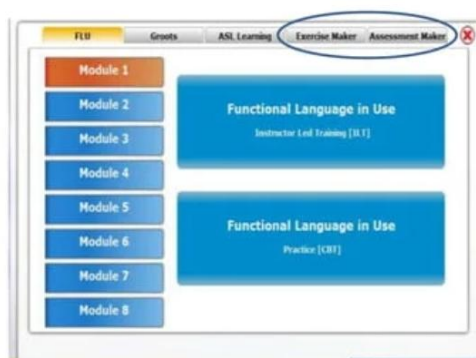 FLU Groots ASL Learning Exercise Maker Assessment Maker
Module 1
Module 2
Module 3
Module 4
Module 5
Module 6
Module 7
Module 8
Functional Language in Use
Instructor Led Training [ILT]
Functional Language in Use
Practice [CBT]